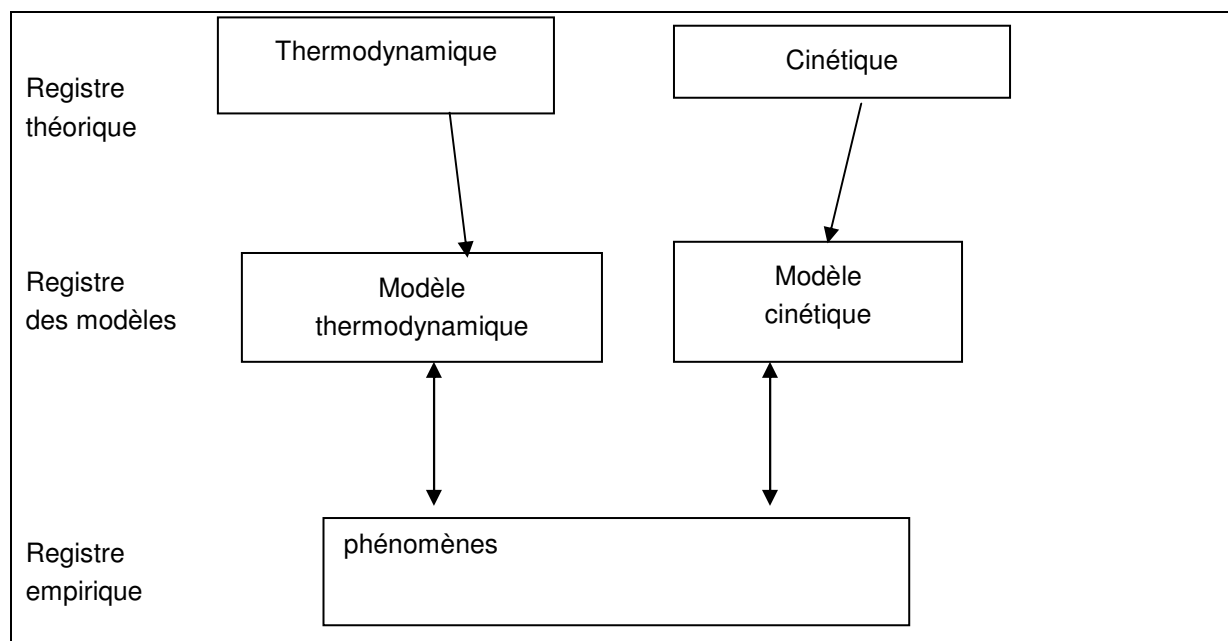 Thermodynamique
Cinétique
Registre
théorique
Registre
des modèles
Modèle
thermodynamique
Modèle
cinétique
Registre
empirique
phénomènes